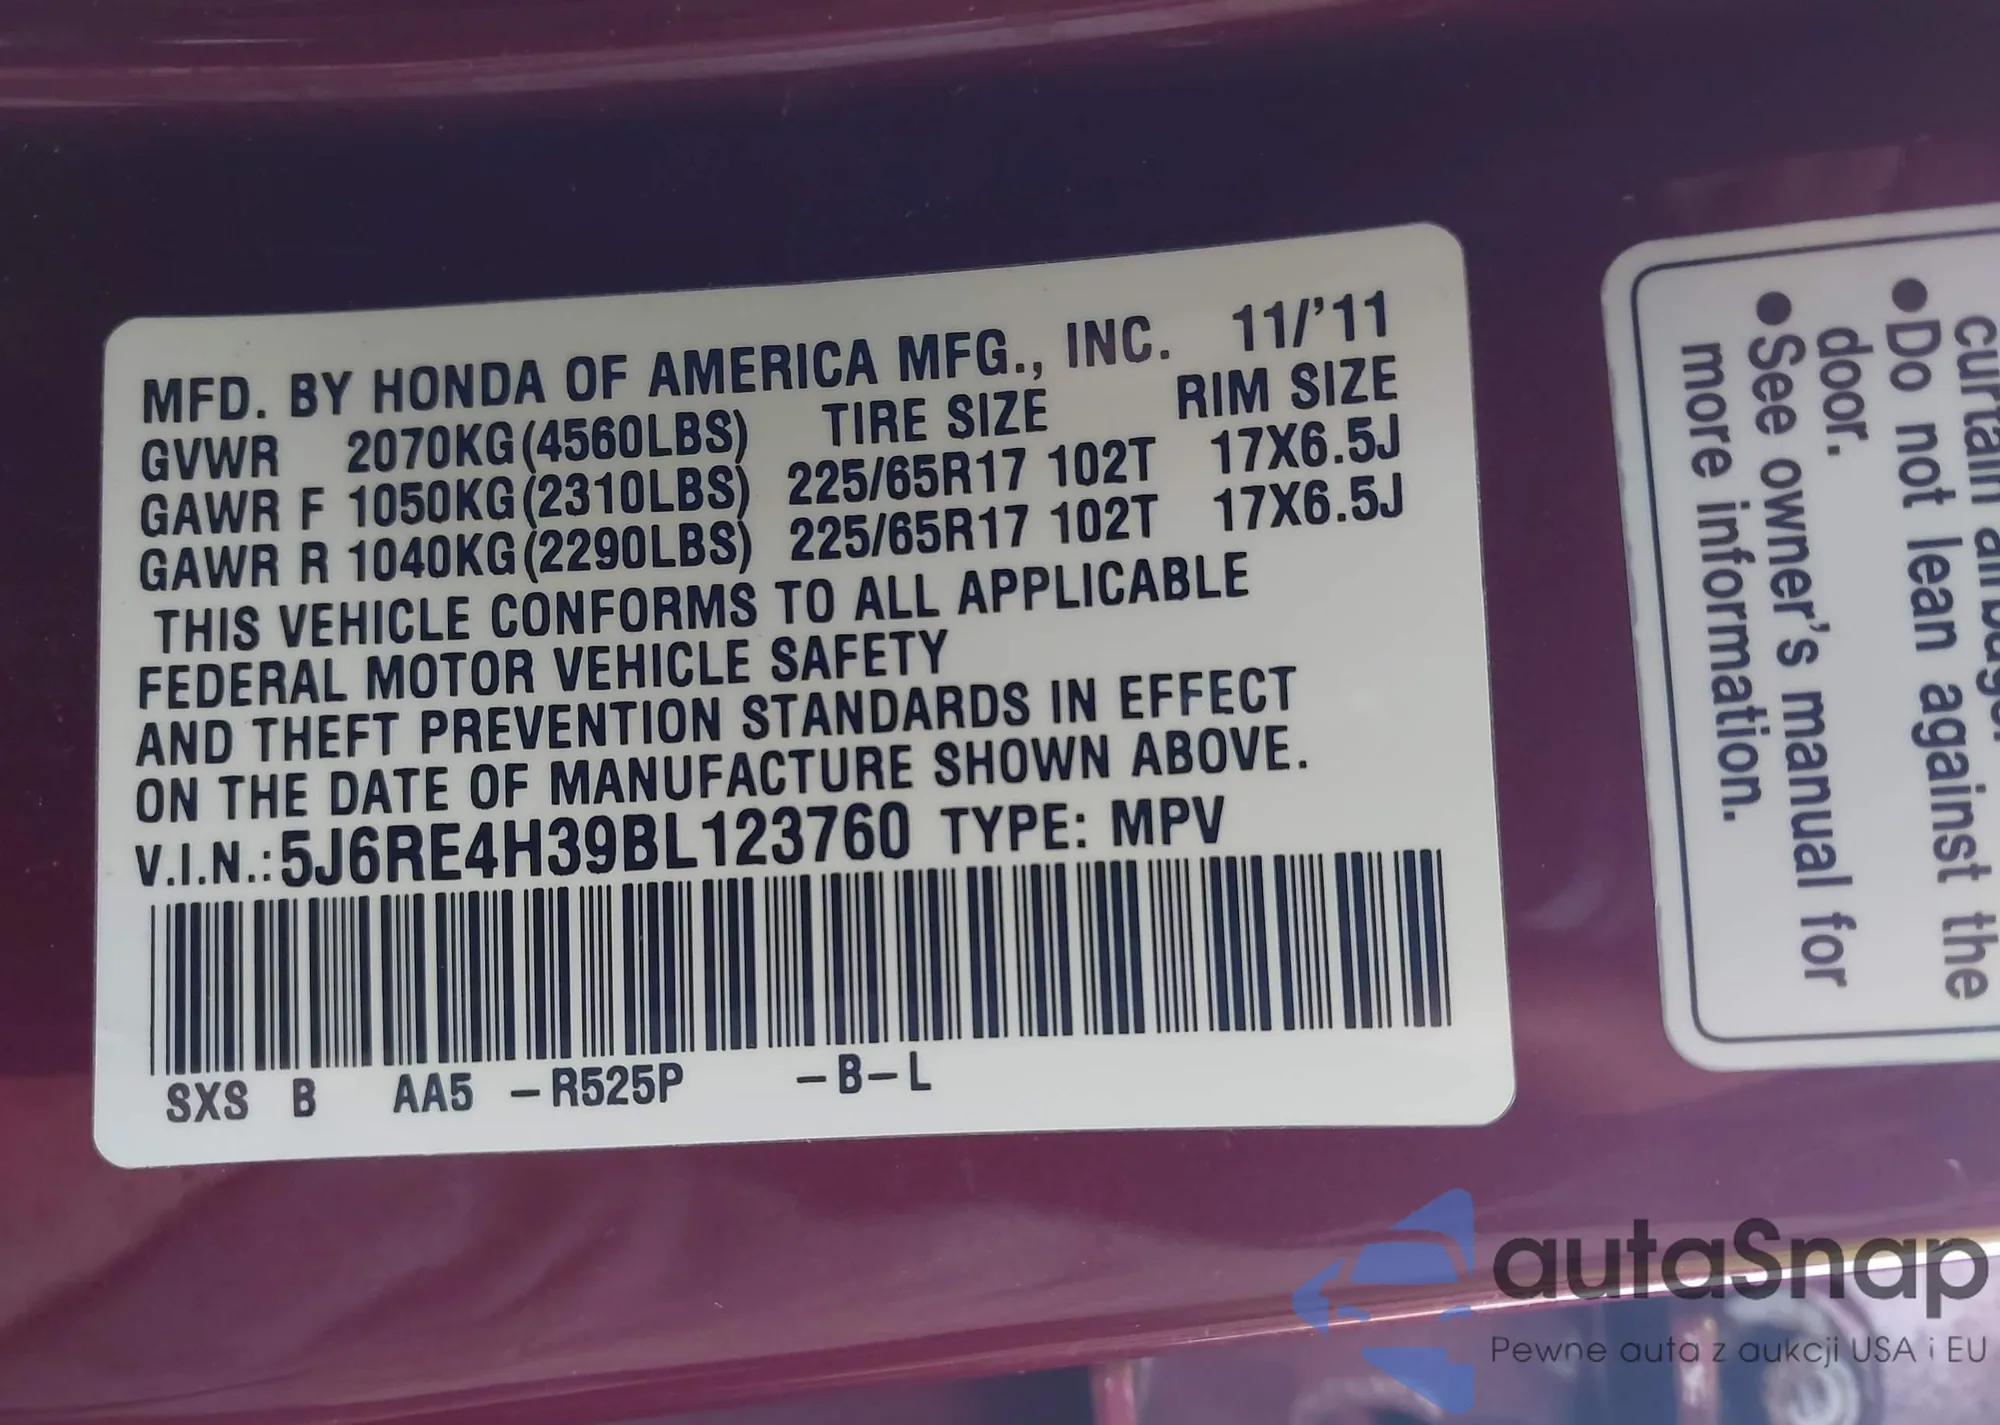 MFD. BY HONDA OF AMERICA MFG., INC. 11/'11
GVWR 2070KG(4560LBS) TIRE SIZE RIM SIZE
GAWR F 1050KG(2310LBS) 225/65R17 102T 17X6.5J
GAWR R 1040KG(2290LBS) 225/65R17 102T 17X6.5J
THIS VEHICLE CONFORMS TO ALL APPLICABLE
FEDERAL MOTOR VEHICLE SAFETY
AND THEFT PREVENTION STANDARDS IN EFFECT
ON THE DATE OF MANUFACTURE SHOWN ABOVE.
V.I.N.:5J6RE4H39BL123760 TYPE: MPV
SXS B AA5 -R525P -B-L
curtain airbager
●Do not lean against the
door.
●See owner's manual for
more information.
autaSnap
Pewne auta z aukcji USA i EU